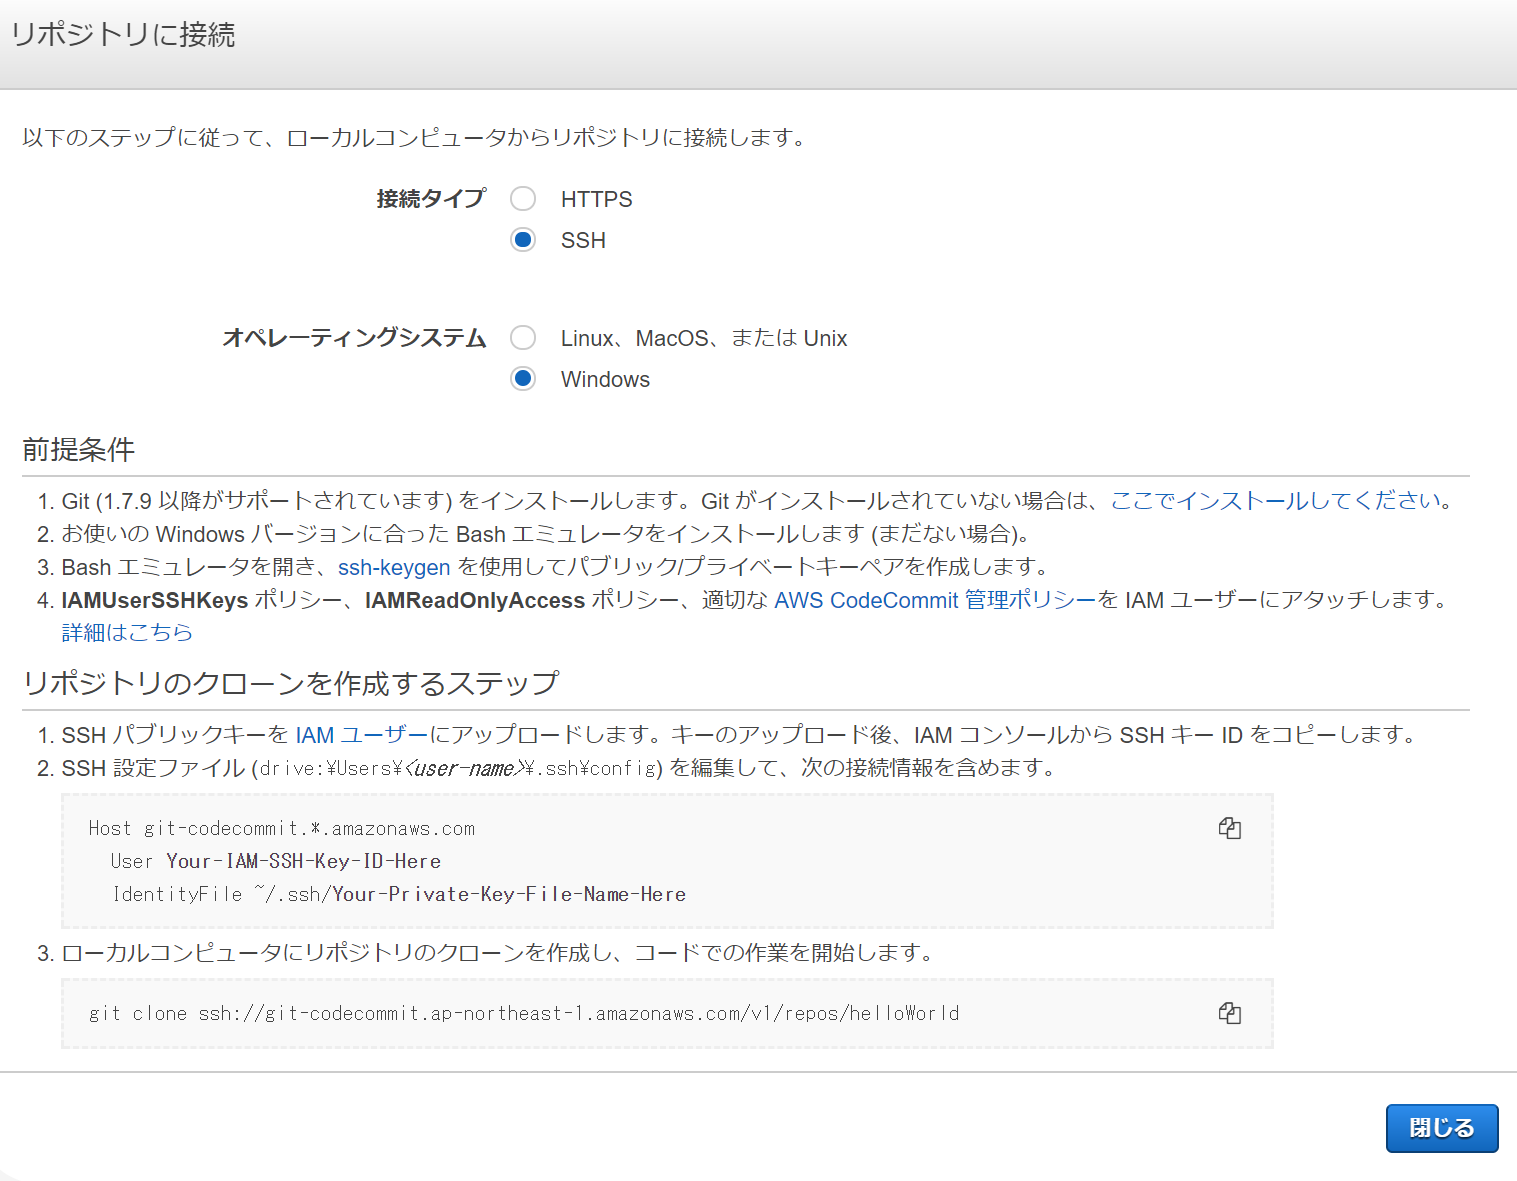 リポジトリに接続
以下のステップに従って、ローカルコンピュータからリポジトリに接続します。
接続タイプ
HTTPS
SSH
オペレーティングシステム
Linux、MacOS、または Unix
Windows
前提条件
1. Git (1.7.9 以降がサポートされています) をインストールします。Git がインストールされていない場合は、ここでインストールしてください。
2. お使いの Windows バージョンに合った Bash エミュレータをインストールします (まだない場合)。
3. Bash エミュレータを開き、ssh-keygen を使用してパブリック/プライベートキーペアを作成します。
4. IAMUserSSHKeys ポリシー、IAMReadOnlyAccess ポリシー、適切な AWS CodeCommit 管理ポリシーを IAM ユーザーにアタッチします。
詳細はこちら
リポジトリのクローンを作成するステップ
1. SSH パブリックキーを IAM ユーザーにアップロードします。キーのアップロード後、IAM コンソールから SSH キー ID をコピーします。
2. SSH 設定ファイル (drive:¥Users¥<user-name>¥.ssh¥config) を編集して、次の接続情報を含めます。
Host git-codecommit.*.amazonaws.com
User Your-IAM-SSH-Key-ID-Here
IdentityFile ~/.ssh/Your-Private-Key-File-Name-Here
3. ローカルコンピュータにリポジトリのクローンを作成し、コードでの作業を開始します。
git clone ssh://git-codecommit.ap-northeast-1.amazonaws.com/v1/repos/helloWorld
閉じる